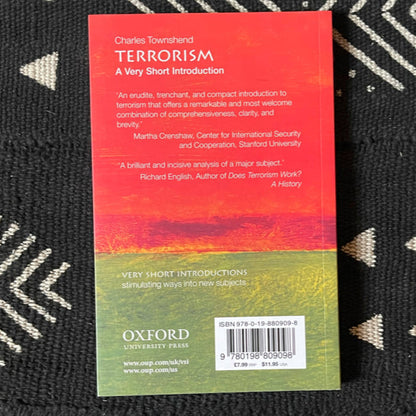 Charles Townshend
TERRORISM
A Very Short Introduction
‘An erudite, trenchant, and compact introduction to
terrorism that offers a remarkable and most welcome
combination of comprehensiveness, clarity, and
brevity.’
Martha Crenshaw, Center for International Security
and Cooperation, Stanford University
‘A brilliant and incisive analysis of a major subject.’
Richard English, Author of Does Terrorism Work?
A History
VERY SHORT INTRODUCTIONS
stimulating ways into new subjects
OXFORD
UNIVERSITY PRESS
www.oup.com/uk/vsi
www.oup.com/us
ISBN 978-0-19-880909-8
9 780198 809098
£7.99 RRP $11.95 USA